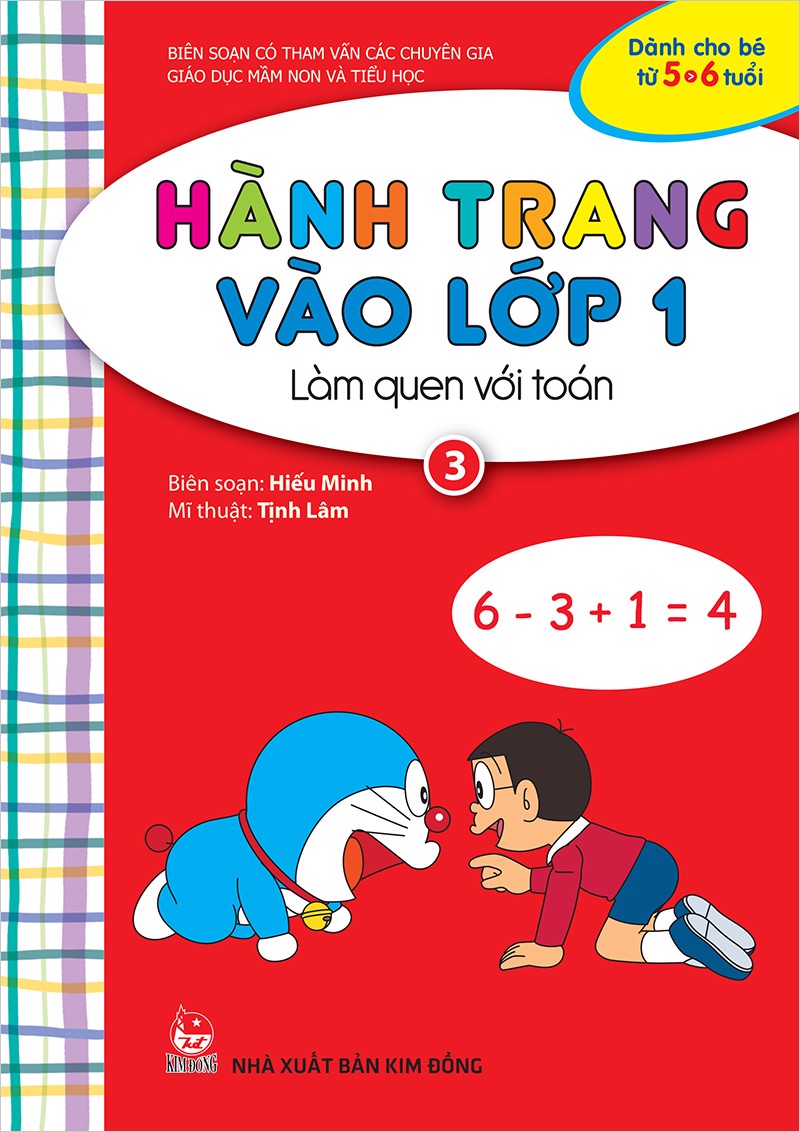 BIÊN SOẠN CÓ THAM VẤN CÁC CHUYÊN GIA
GIÁO DỤC MẦM NON VÀ TIỂU HỌC
Dành cho bé
từ 5 > 6 tuổi
HÀNH TRANG
VÀO LỚP 1
Làm quen với toán
3
Biên soạn: Hiếu Minh
Mĩ thuật: Tịnh Lâm
6 - 3 + 1 = 4
KIM ĐỒNG
NHÀ XUẤT BẢN KIM ĐỒNG